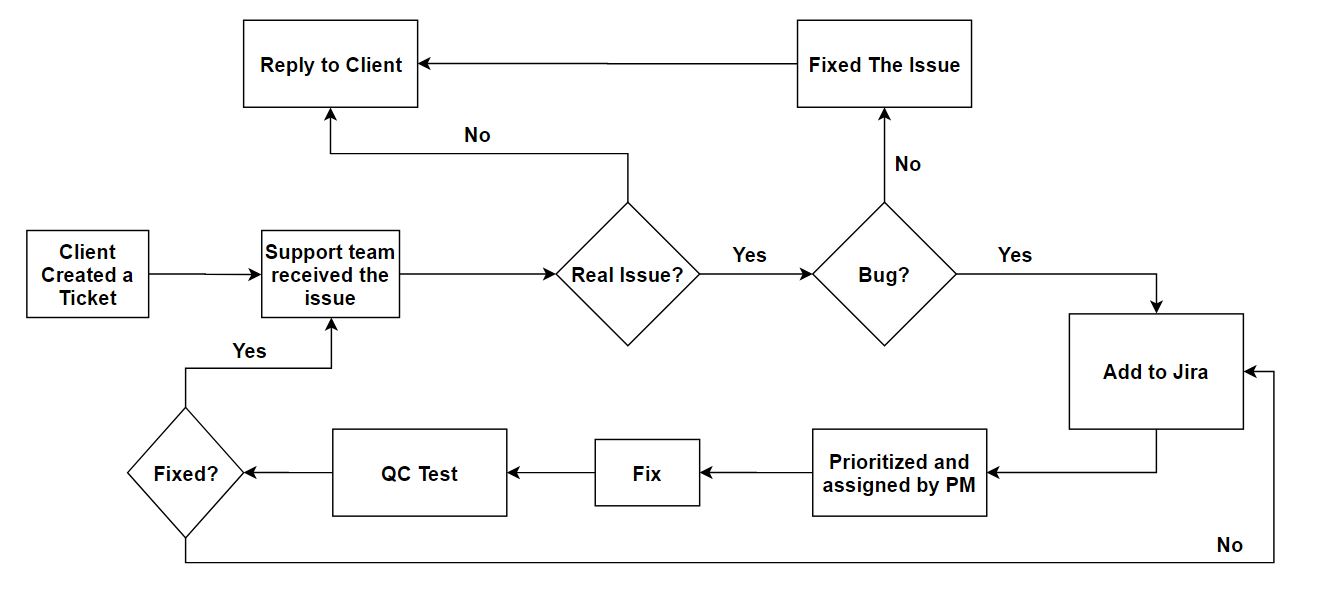 Reply to Client
Fixed The Issue
No
No
Client
Created a
Ticket
Support team
received the
issue
Real Issue?
Yes
Bug?
Yes
Yes
Add to Jira
Fixed?
QC Test
Fix
Prioritized and
assigned by PM
No